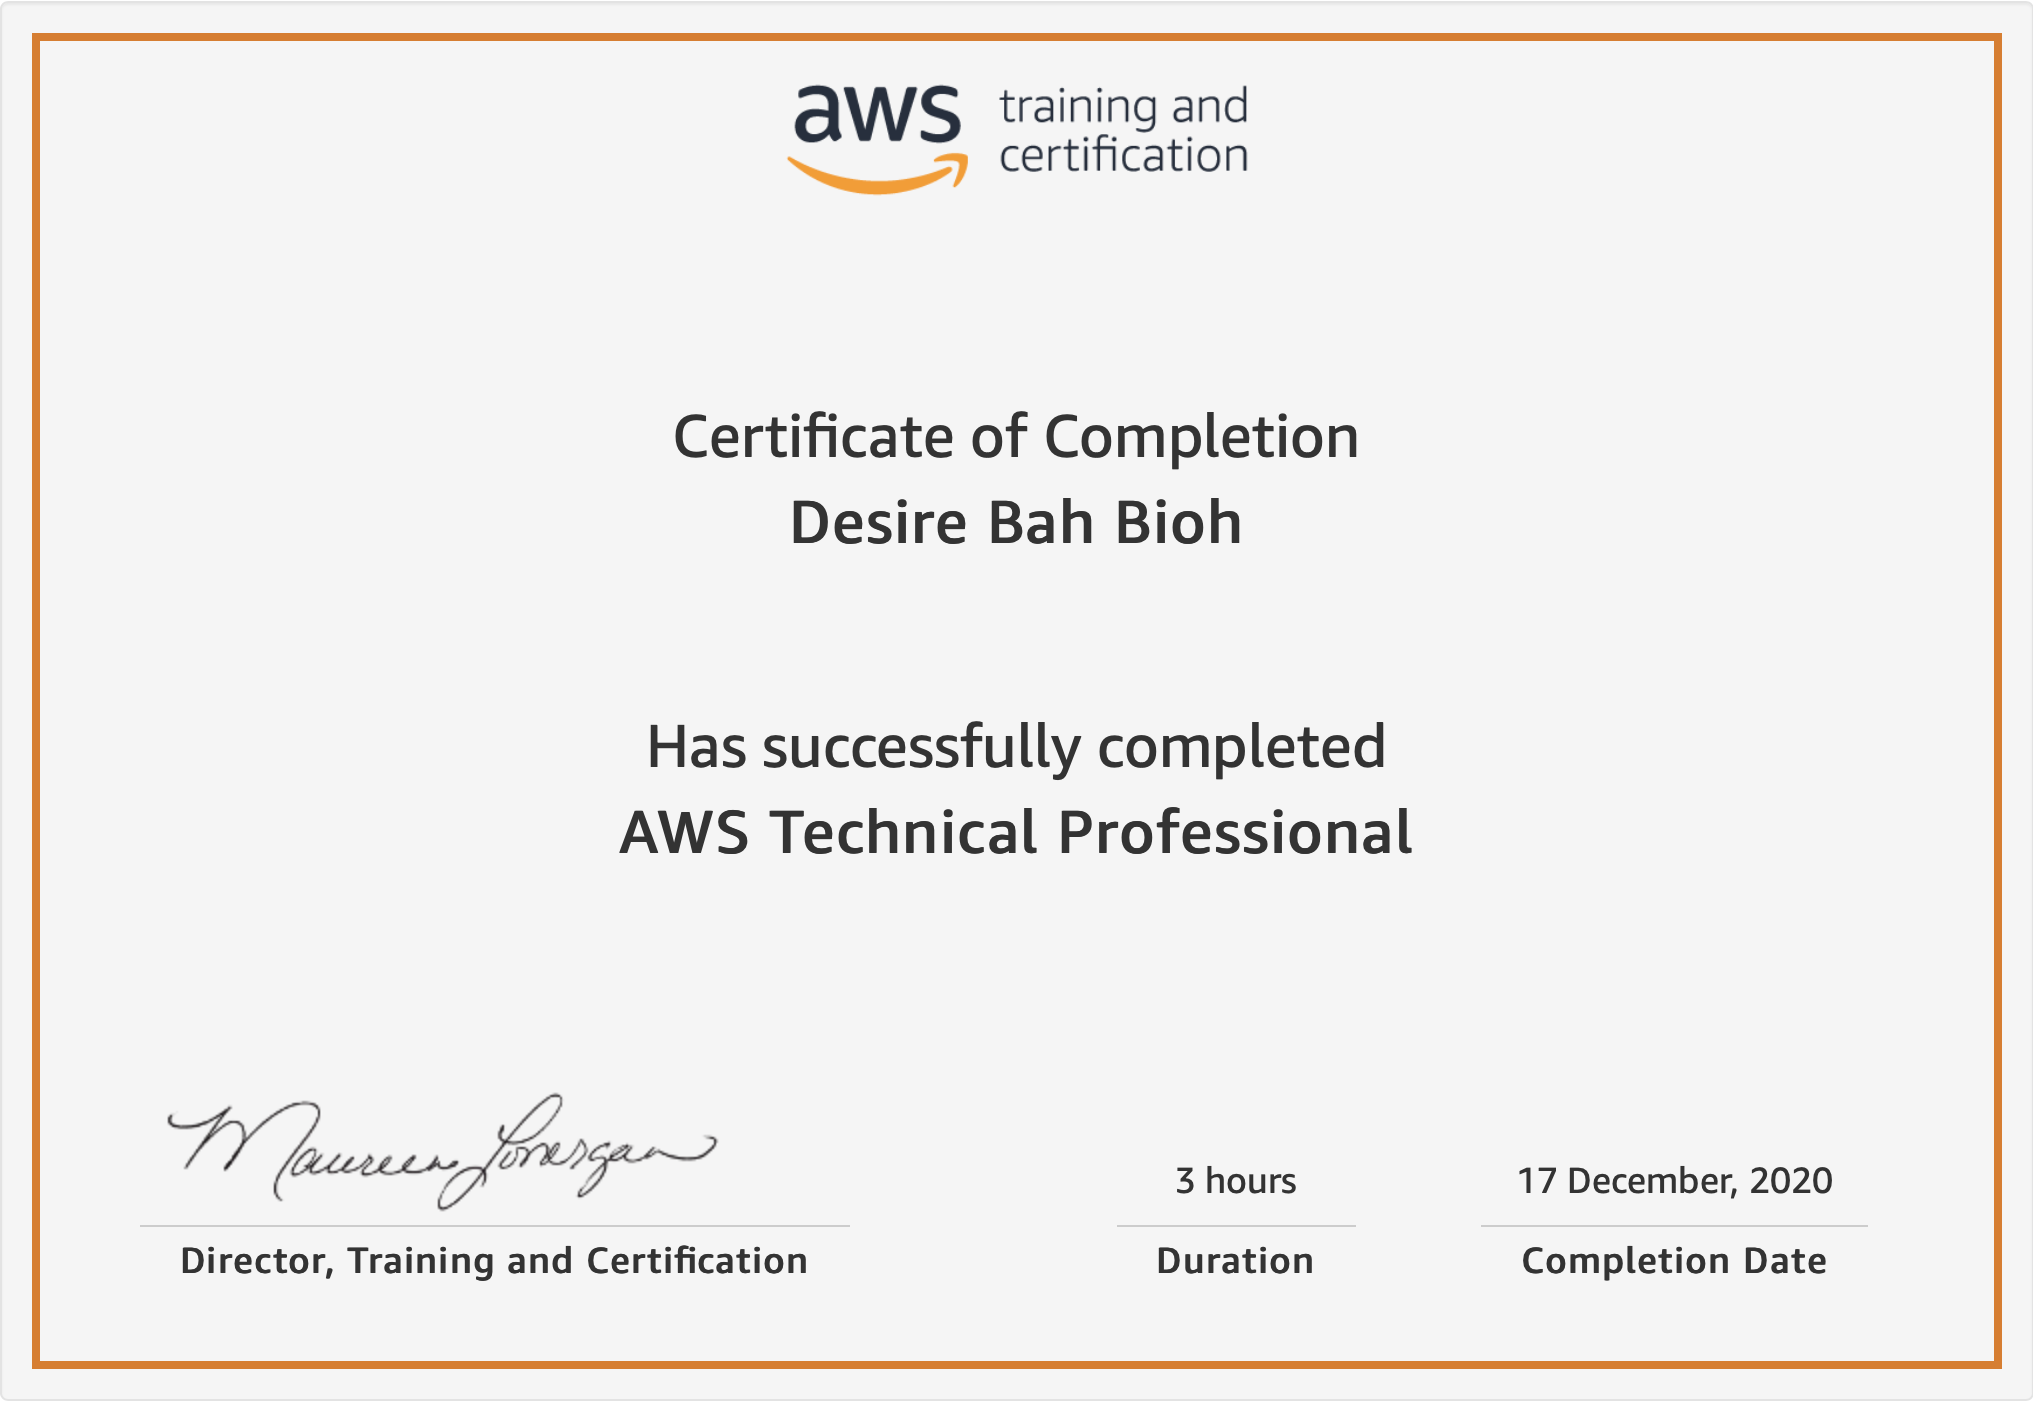 aws training and
certification
Certificate of Completion
Desire Bah Bioh
Has successfully completed
AWS Technical Professional
Maureen Lonergan
3 hours
17 December, 2020
Director, Training and Certification
Duration
Completion Date